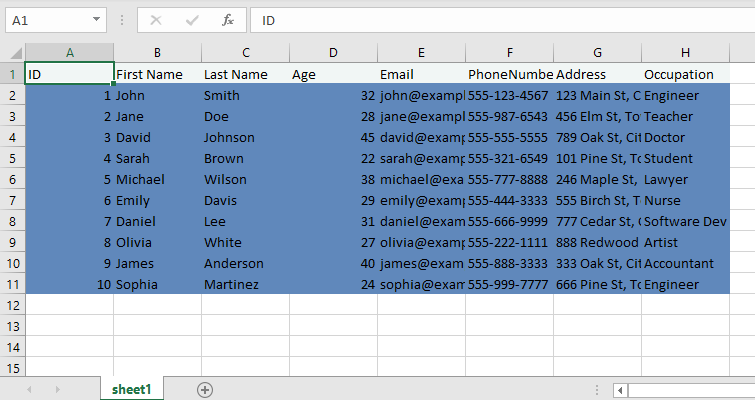 A1 fx ID
A B C D E F G H
1 ID First Name Last Name Age Email PhoneNumbe Address Occupation
2 1 John Smith 32 john@exampl 555-123-4567 123 Main St, C Engineer
3 2 Jane Doe 28 jane@exampl 555-987-6543 456 Elm St, To Teacher
4 3 David Johnson 45 david@examp 555-555-5555 789 Oak St, Cit Doctor
5 4 Sarah Brown 22 sarah@examp 555-321-6549 101 Pine St, To Student
6 5 Michael Wilson 38 michael@exa 555-777-8888 246 Maple St, Lawyer
7 6 Emily Davis 29 emily@examp 555-444-3333 555 Birch St, T Nurse
8 7 Daniel Lee 31 daniel@exam 555-666-9999 777 Cedar St, Software Dev
9 8 Olivia White 27 olivia@examp 555-222-1111 888 Redwood Artist
10 9 James Anderson 40 james@exam 555-888-3333 333 Oak St, Cit Accountant
11 10 Sophia Martinez 24 sophia@exam 555-999-7777 666 Pine St, To Engineer
12
13
14
15
sheet1